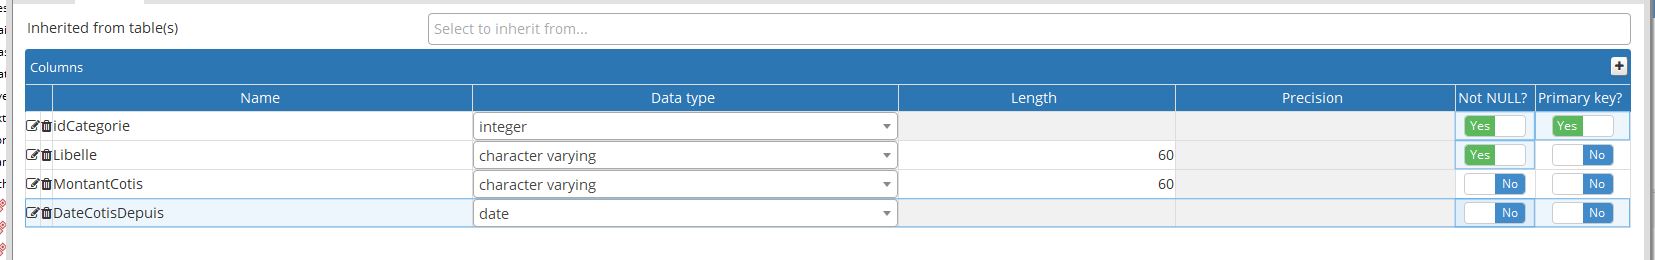 Inherited from table(s) Select to inherit from...
Columns
Name Data type Length Precision Not NULL? Primary key?
idCategorie integer Yes Yes
Libelle character varying 60 Yes No
MontantCotis character varying 60 No No
DateCotisDepuis date No No